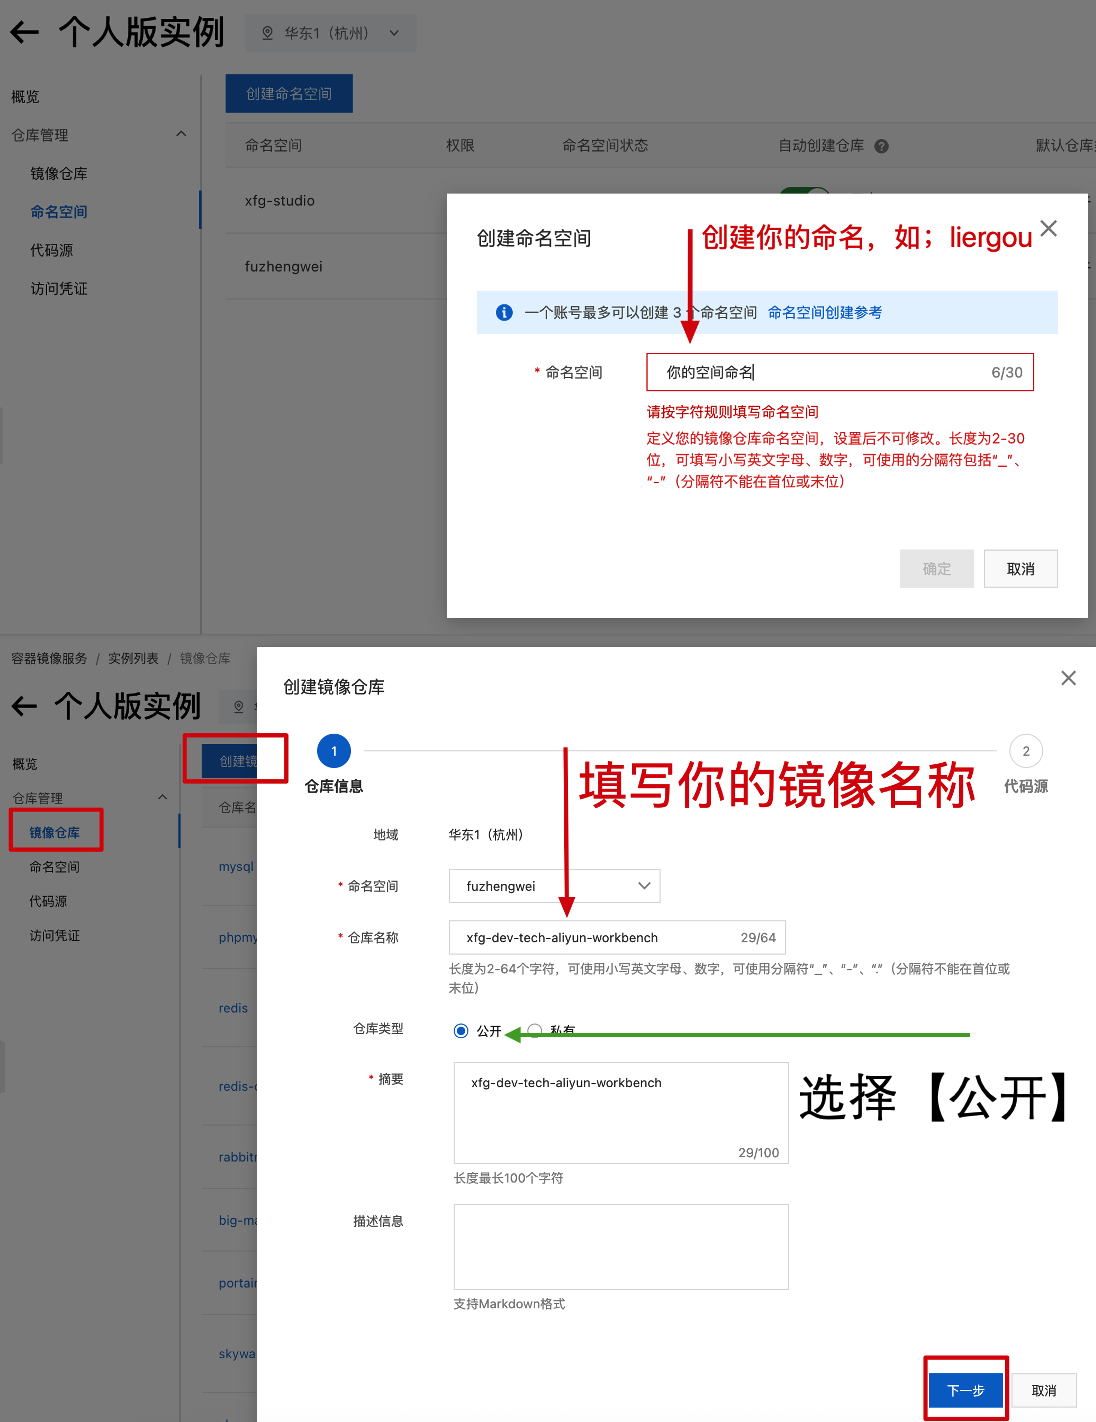 个人版实例
华东1（杭州）
概览
仓库管理
镜像仓库
命名空间
代码源
访问凭证
创建命名空间
命名空间 权限 命名空间状态 自动创建仓库 默认仓库
xfg-studio
fuzhengwei
创建命名空间
创建你的命名，如；liergou
一个账号最多可以创建 3 个命名空间 命名空间创建参考
* 命名空间 你的空间命名 6/30
请按字符规则填写命名空间
定义您的镜像仓库命名空间，设置后不可修改。长度为2-30
位，可填写小写英文字母、数字，可使用的分隔符包括“_”、
“-”（分隔符不能在首位或末位）
确定 取消
容器镜像服务 / 实例列表 / 镜像仓库
个人版实例
概览
仓库管理
镜像仓库
命名空间
代码源
访问凭证
创建镜
仓库名
mysql
phpmy
redis
redis-c
rabbitm
big-ma
portain
skywa
创建镜像仓库
1 2
仓库信息 代码源
填写你的镜像名称
地域 华东1（杭州）
* 命名空间 fuzhengwei
* 仓库名称 xfg-dev-tech-aliyun-workbench 29/64
长度为2-64个字符，可使用小写英文字母、数字，可使用分隔符“_”、“-“、“.”（分隔符不能在首位或
末位）
仓库类型 公开 私有
* 摘要 xfg-dev-tech-aliyun-workbench
29/100
选择【公开】
长度最长100个字符
描述信息
支持Markdown格式
下一步 取消